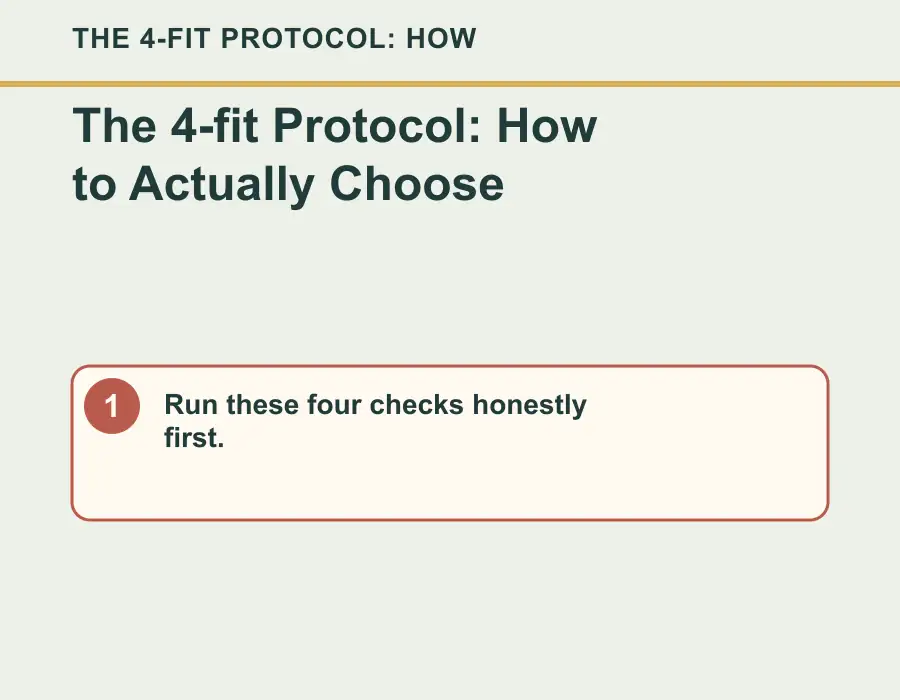 THE 4-FIT PROTOCOL: HOW
The 4-fit Protocol: How
to Actually Choose
1
Run these four checks honestly
first.